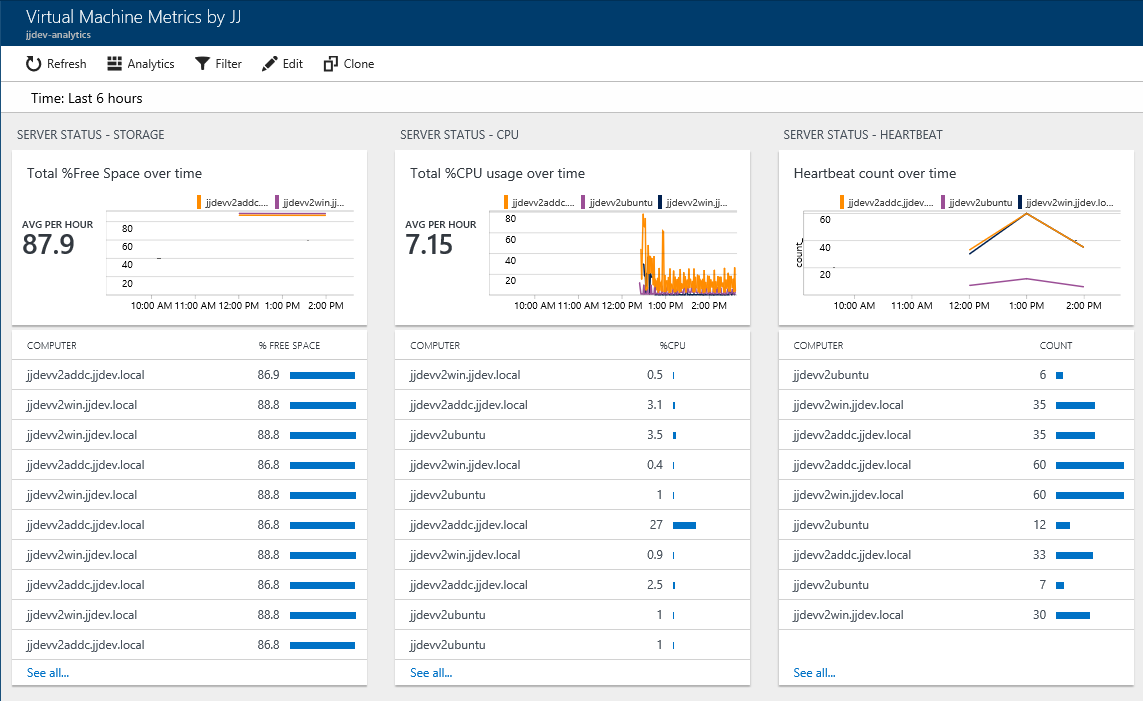 Virtual Machine Metrics by JJ
jjdev-analytics
Refresh Analytics Filter Edit Clone
Time: Last 6 hours
SERVER STATUS - STORAGE
Total %Free Space over time
jjdevv2addc.... jjdevv2win.jj...
AVG PER HOUR
87.9
80
60
40
20
10:00 AM 11:00 AM 12:00 PM 1:00 PM 2:00 PM
COMPUTER % FREE SPACE
jjdevv2addc.jjdev.local 86.9
jjdevv2win.jjdev.local 88.8
jjdevv2win.jjdev.local 88.8
jjdevv2addc.jjdev.local 86.8
jjdevv2win.jjdev.local 88.8
jjdevv2addc.jjdev.local 86.8
jjdevv2win.jjdev.local 88.8
jjdevv2addc.jjdev.local 86.8
jjdevv2win.jjdev.local 88.8
jjdevv2addc.jjdev.local 86.8
See all...
SERVER STATUS - CPU
Total %CPU usage over time
jjdevv2addc.... jjdevv2ubuntu jjdevv2win.jj...
AVG PER HOUR
7.15
80
60
40
20
10:00 AM 11:00 AM 12:00 PM 1:00 PM 2:00 PM
COMPUTER %CPU
jjdevv2win.jjdev.local 0.5
jjdevv2addc.jjdev.local 3.1
jjdevv2ubuntu 3.5
jjdevv2win.jjdev.local 0.4
jjdevv2ubuntu 1
jjdevv2addc.jjdev.local 27
jjdevv2win.jjdev.local 0.9
jjdevv2addc.jjdev.local 2.5
jjdevv2ubuntu 1
jjdevv2ubuntu 1
See all...
SERVER STATUS - HEARTBEAT
Heartbeat count over time
jjdevv2addc.jjdev.... jjdevv2ubuntu jjdevv2win.jjdev.lo...
count_
60
40
20
10:00 AM 11:00 AM 12:00 PM 1:00 PM 2:00 PM
COMPUTER COUNT
jjdevv2ubuntu 6
jjdevv2win.jjdev.local 35
jjdevv2addc.jjdev.local 35
jjdevv2addc.jjdev.local 60
jjdevv2win.jjdev.local 60
jjdevv2ubuntu 12
jjdevv2addc.jjdev.local 33
jjdevv2ubuntu 7
jjdevv2win.jjdev.local 30
See all...